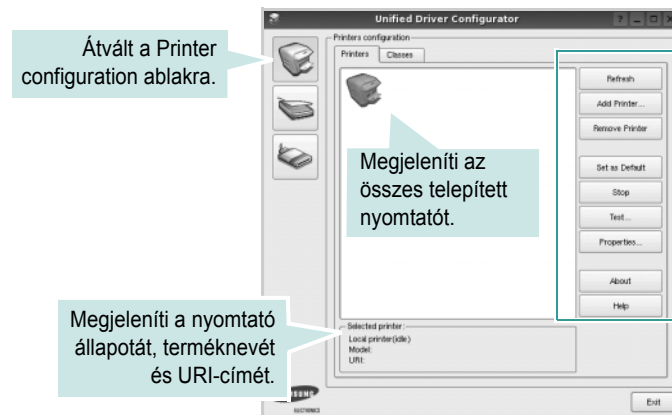 Unified Driver Configurator
Átvált a Printer
configuration ablakra.
Printers configuration
Printers
Classes
Refresh
Add Printer...
Remove Printer
Set as Default
Stop
Test...
Properties...
About
Help
Megjeleníti az
összes telepített
nyomtatót.
Megjeleníti a nyomtató
állapotát, terméknevét
és URI-címét.
Selected printer:
Local printer(idle)
Model:
URI:
ELECTRONICS
Exit